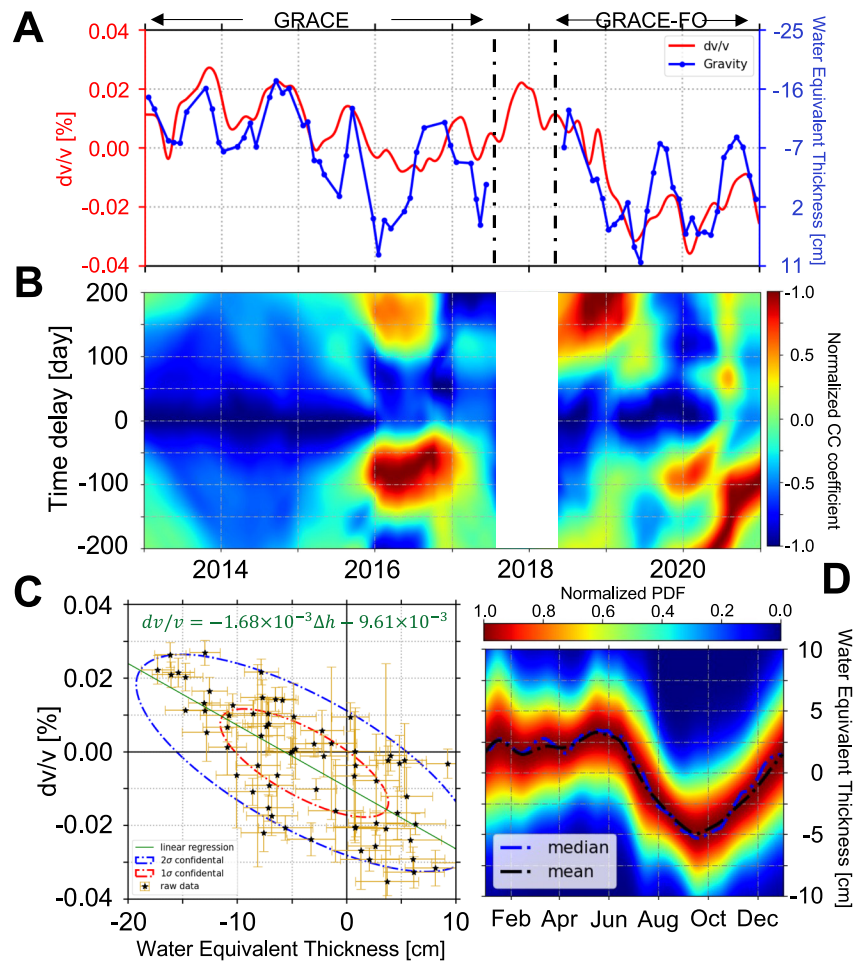 A
GRACE
GRACE-FO
0.04
0.02
0.00
-0.02
-0.04
dv/v [%]
dv/v
Gravity
-25
-16
-7
2
11
Water Equivalent Thickness [cm]
B
200
100
0
-100
-200
Time delay [day]
2014
2016
2018
2020
-1.0
0.5
0.0
-0.5
-1.0
Normalized CC coefficient
C
dv/v = −1.68×10⁻³Δh − 9.61×10⁻³
0.04
0.02
0.00
-0.02
-0.04
dv/v [%]
linear regression
2σ confidental
1σ confidental
raw data
-20
-10
0
10
Water Equivalent Thickness [cm]
D
Normalized PDF
1.0
0.8
0.6
0.4
0.2
0.0
10
5
2.5
0
-2.5
-5
-10
Water Equivalent Thickness [cm]
median
mean
Feb
Apr
Jun
Aug
Oct
Dec